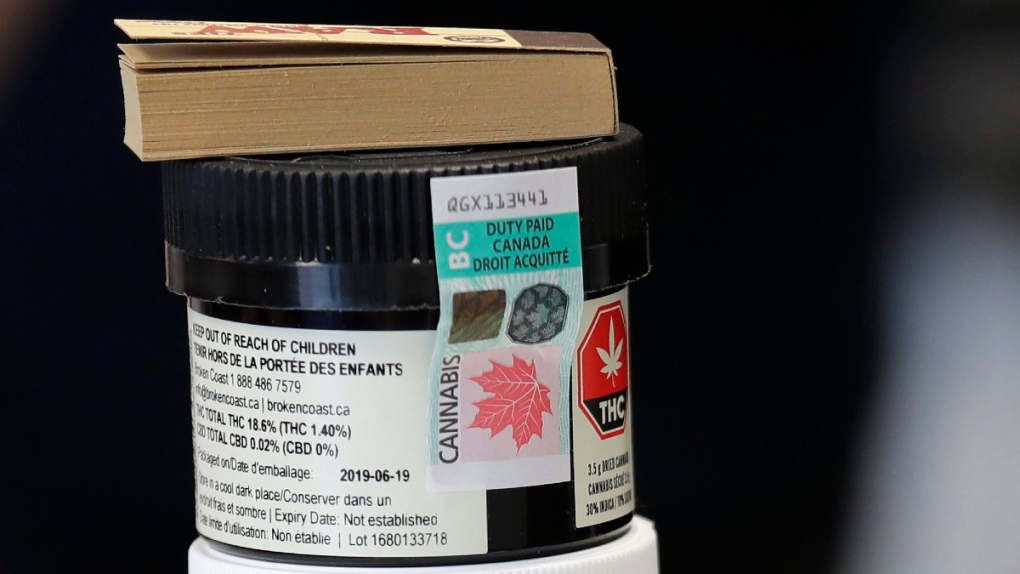 RAW
QGX113441
BC
DUTY PAID
CANADA
DROIT ACQUITTÉ
CANNABIS
KEEP OUT OF REACH OF CHILDREN
TENIR HORS DE LA PORTÉE DES ENFANTS
Broken Coast 1 888 486 7579
info@brokencoast.ca | brokencoast.ca
THC TOTAL THC 18.6% (THC 1.40%)
CBD TOTAL CBD 0.02% (CBD 0%)
Packaged on/Date d'emballage: 2019-06-19
Store in a cool dark place/Conserver dans un
endroit frais et sombre | Expiry Date: Not established
Date limite d'utilisation: Non établie | Lot 1680133718
THC
3.5 g DRIED CANNABIS
CANNABIS SÉCHÉ
30% INDICA / 70%